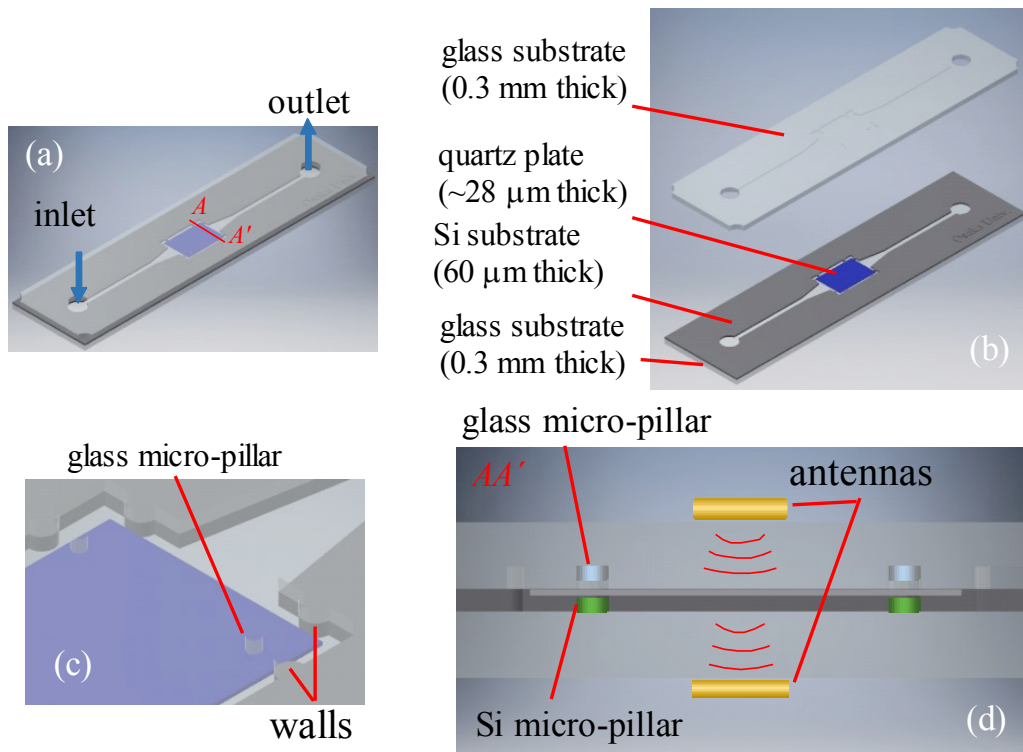 (a)
inlet
outlet
A
A'
glass substrate
(0.3 mm thick)
quartz plate
(~28 μm thick)
Si substrate
(60 μm thick)
glass substrate
(0.3 mm thick)
(b)
glass micro-pillar
walls
(c)
glass micro-pillar
AA′
antennas
Si micro-pillar
(d)